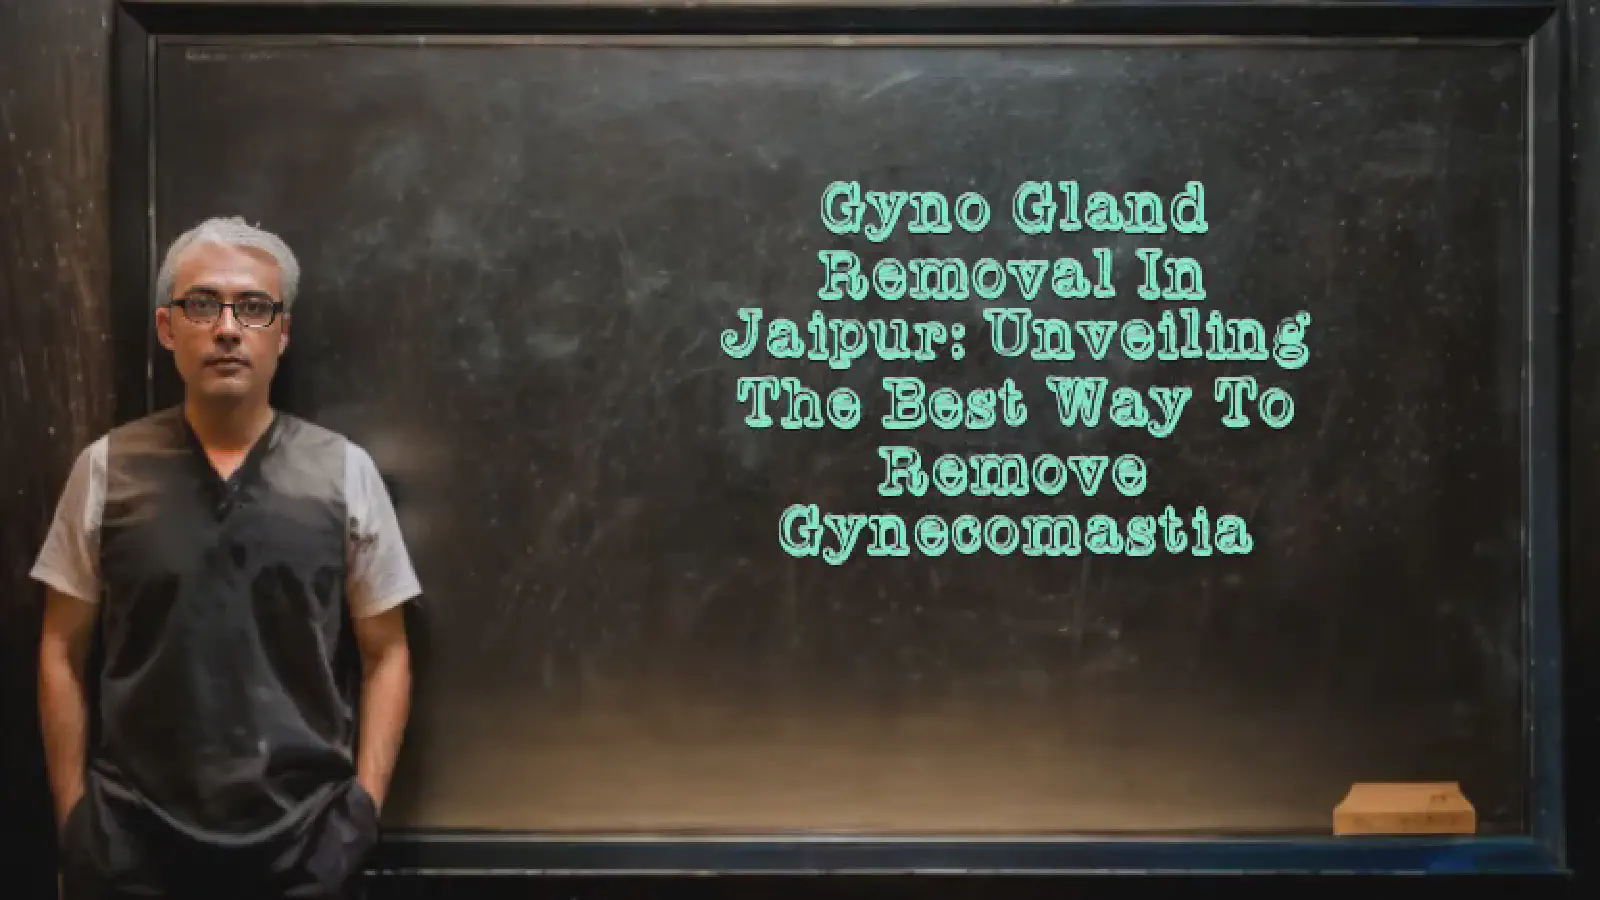 Gyno Gland
Removal In
Jaipur: Unveiling
The Best Way To
Remove
Gynecomastia